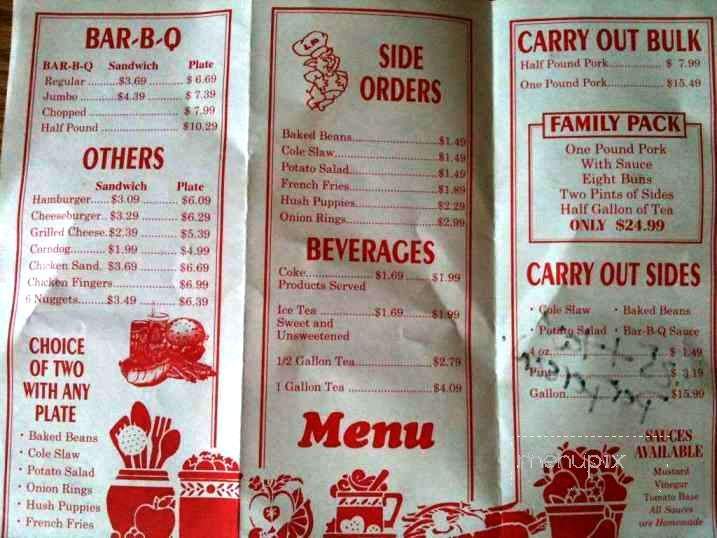 BAR-B-Q
BAR-B-Q Sandwich Plate
Regular ........$3.69 .......... $ 6.69
Jumbo ..........$4.39 .......... $ 7.39
Chopped ............................ $ 7.99
Half Pound ........................ $10.29
OTHERS
Sandwich Plate
Hamburger......$3.09 ..........$6.09
Cheeseburger..$3.29 ..........$6.29
Grilled Cheese.$2.39 ..........$5.39
Corndog..........$1.99 ..........$4.99
Chicken Sand. $3.69 ..........$6.69
Chicken Fingers..................$6.99
6 Nuggets........$3.49 ..........$6.39
CHOICE
OF TWO
WITH ANY
PLATE
· Baked Beans
· Cole Slaw
· Potato Salad
· Onion Rings
· Hush Puppies
· French Fries
SIDE
ORDERS
Baked Beans..........................$1.49
Cole Slaw...............................$1.49
Potato Salad..........................$1.49
French Fries..........................$1.89
Hush Puppies........................$2.29
Onion Rings..........................$2.99
BEVERAGES
Coke....................$1.69 ..........$1.99
Products Served
Ice Tea .................$1.69..........$1.99
Sweet and
Unsweetened
1/2 Gallon Tea......................$2.79
1 Gallon Tea .........................$4.09
Menu
CARRY OUT BULK
Half Pound Pork............... $ 7.99
One Pound Pork................ $15.49
FAMILY PACK
One Pound Pork
With Sauce
Eight Buns
Two Pints of Sides
Half Gallon of Tea
ONLY $24.99
CARRY OUT SIDES
· Cole Slaw · Baked Beans
· Potato Salad · Bar-B-Q Sauce
4 oz. $ 1.49
Pint $ 3.19
Gallon.............................$15.99
SAUCES
AVAILABLE
Mustard
Vinegar
Tomato Base
All Sauces
are Homemade
menupix